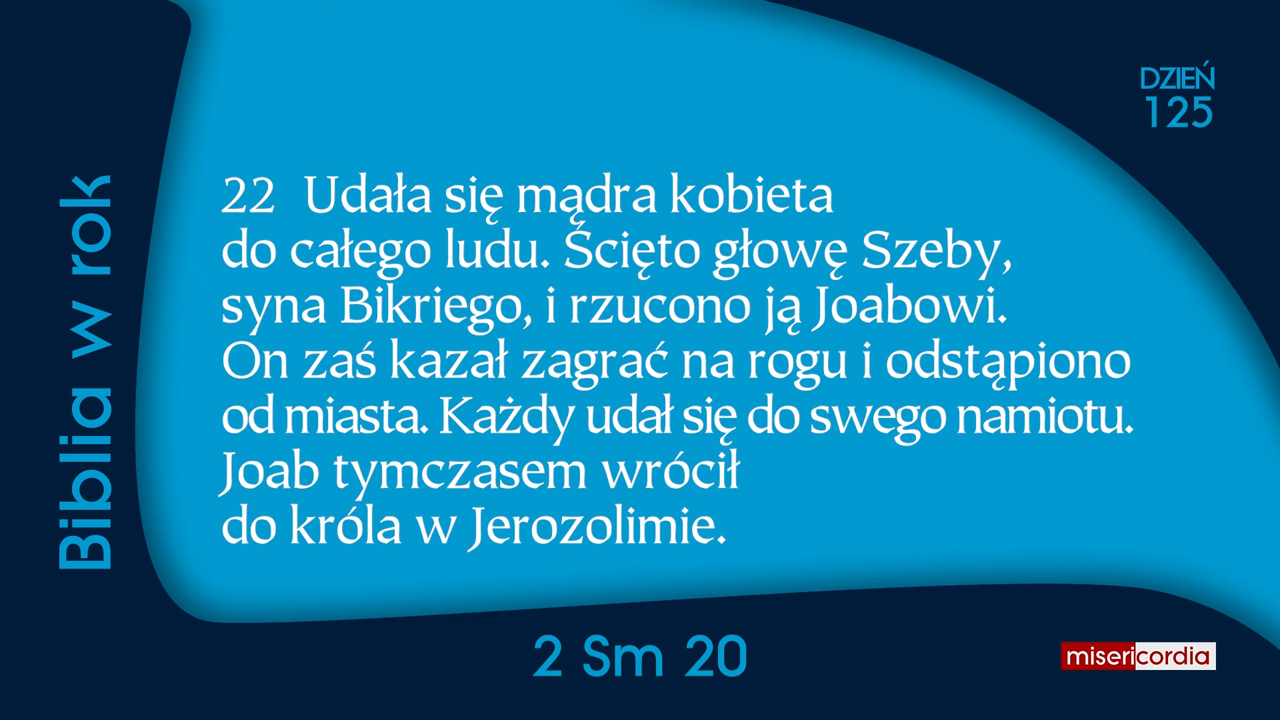 DZIEŃ
125
Biblia w rok
22 Udała się mądra kobieta
do całego ludu. Ścięto głowę Szeby,
syna Bikriego, i rzucono ją Joabowi.
On zaś kazał zagrać na rogu i odstąpiono
od miasta. Każdy udał się do swego namiotu.
Joab tymczasem wrócił
do króla w Jerozolimie.
2 Sm 20
misericordia